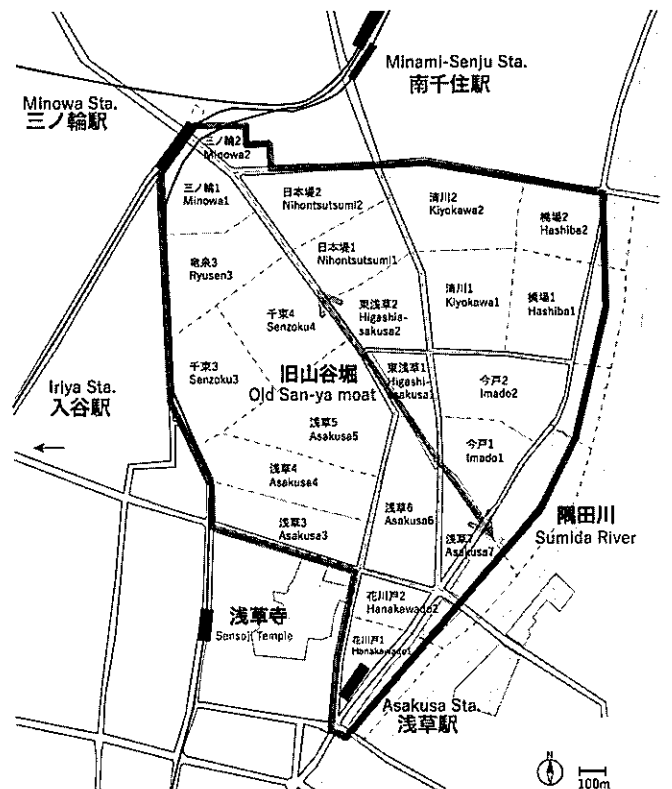 Minami-Senju Sta.
南千住駅
Minowa Sta.
三ノ輪駅
三ノ輪2
Minowa2
三ノ輪1
Minowa1
日本堤2
Nihontsutsumi2
清川2
Kiyokawa2
橋場2
Hashiba2
竜泉3
Ryusen3
日本堤1
Nihontsutsumi1
清川1
Kiyokawa1
橋場1
Hashiba1
千束4
Senzoku4
東浅草2
Higashia-
sakusa2
千束3
Senzoku3
旧山谷堀
Old San-ya moat
東浅草1
Higashi-
Asakusa1
今戸2
Imado2
Iriya Sta.
入谷駅
←
浅草5
Asakusa5
今戸1
Imado1
浅草4
Asakusa4
浅草3
Asakusa3
浅草6
Asakusa6
浅草7
Asakusa7
隅田川
Sumida River
浅草寺
Sensoji Temple
花川戸2
Hanakawado2
花川戸1
Hanakawado1
Asakusa Sta.
浅草駅
N
100m